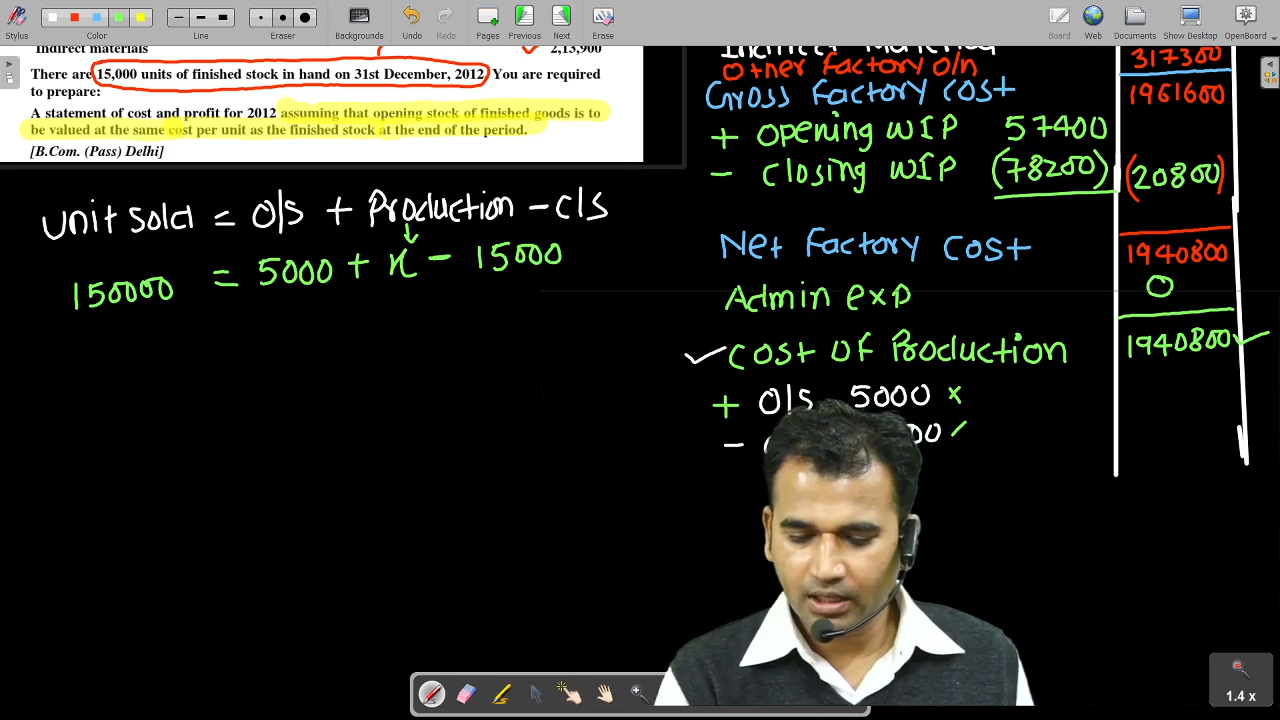 Stylus
Color
Line
Eraser
Backgrounds
Undo
Redo
Pages
Previous
Next
Erase
Board
Web
Documents
Show Desktop
OpenBoard
Indirect materials 2,13,900
There are 15,000 units of finished stock in hand on 31st December, 2012. You are required
to prepare:
A statement of cost and profit for 2012 assuming that opening stock of finished goods is to
be valued at the same cost per unit as the finished stock at the end of the period.
[B.Com. (Pass) Delhi]
unit sold = O/S + Production - C/S
150000 = 5000 + x - 15000
Indirect Material
Other factory o/h 317300
Gross Factory Cost 1961600
+ opening WIP 57400
- closing WIP (78200) (20800)
Net Factory Cost 1940800
Admin exp 0
Cost of Production 1940800
+ O/S 5000 x
-
1.4 x